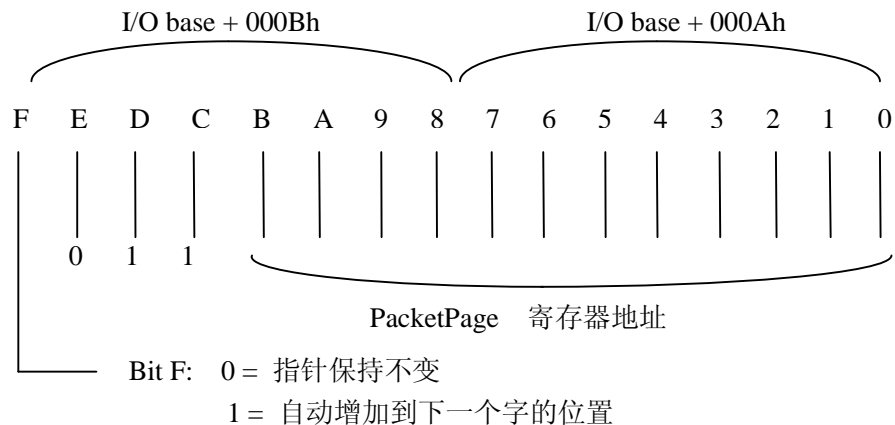 I/O base + 000Bh I/O base + 000Ah
F E D C B A 9 8 7 6 5 4 3 2 1 0
0 1 1
PacketPage 寄存器地址
Bit F: 0 = 指针保持不变
1 = 自动增加到下一个字的位置